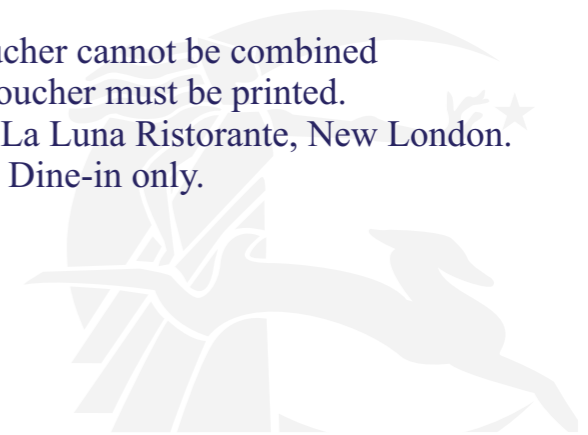 ucher cannot be combined
oucher must be printed.
La Luna Ristorante, New London.
Dine-in only.